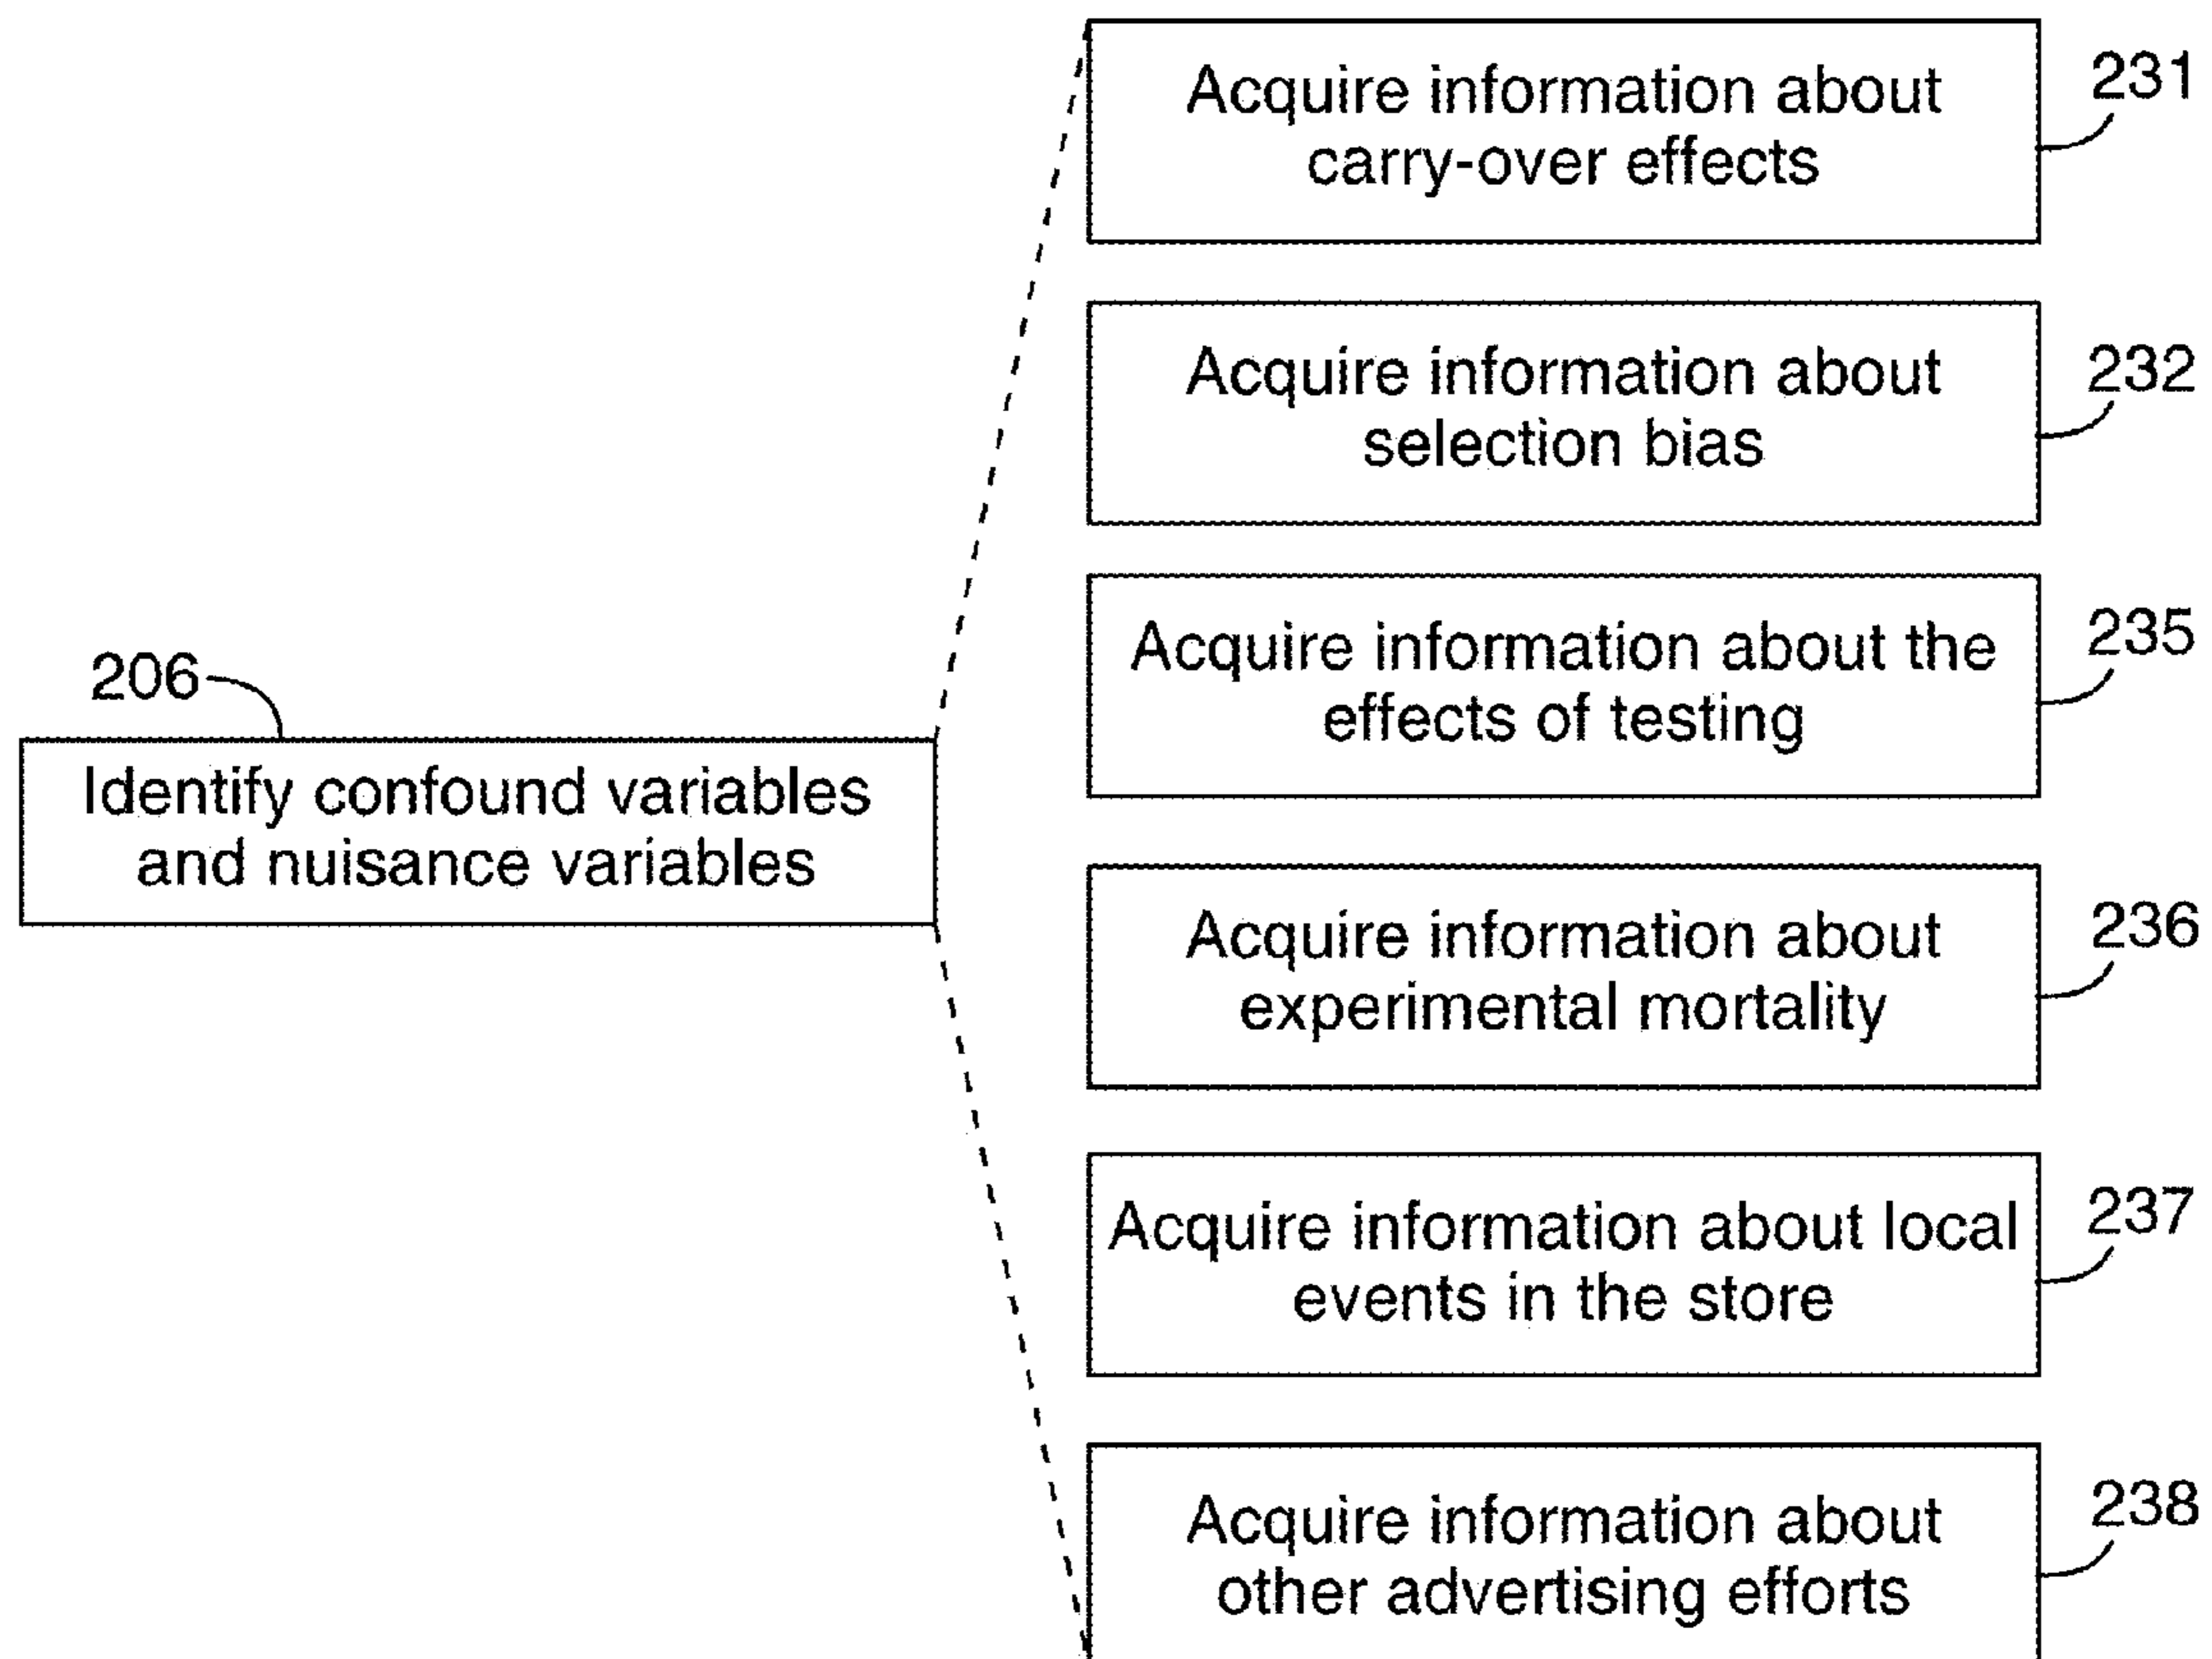 Acquire information about
carry-over effects
231
Acquire information about
selection bias
232
Acquire information about the
effects of testing
235
206
Identify confound variables
and nuisance variables
Acquire information about
experimental mortality
236
Acquire information about local
events in the store
237
Acquire information about
other advertising efforts
238